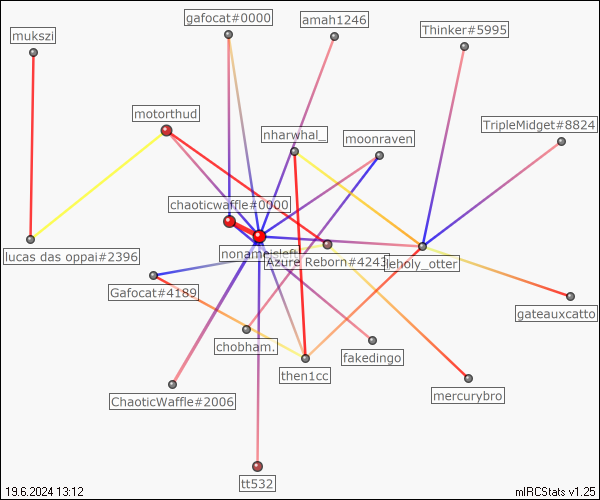 gafocat#0000
amah1246
mukszi
Thinker#5995
motorthud
TripleMidget#8824
nharwhal_
moonraven
chaoticwaffle#0000
nonameisleft
lucas das oppai#2396
Azure Reborn#4243
leholy_otter
Gafocat#4189
gateauxcatto
chobham.
fakedingo
then1cc
mercurybro
ChaoticWaffle#2006
tt532
19.6.2024 13:12
mIRCStats v1.25